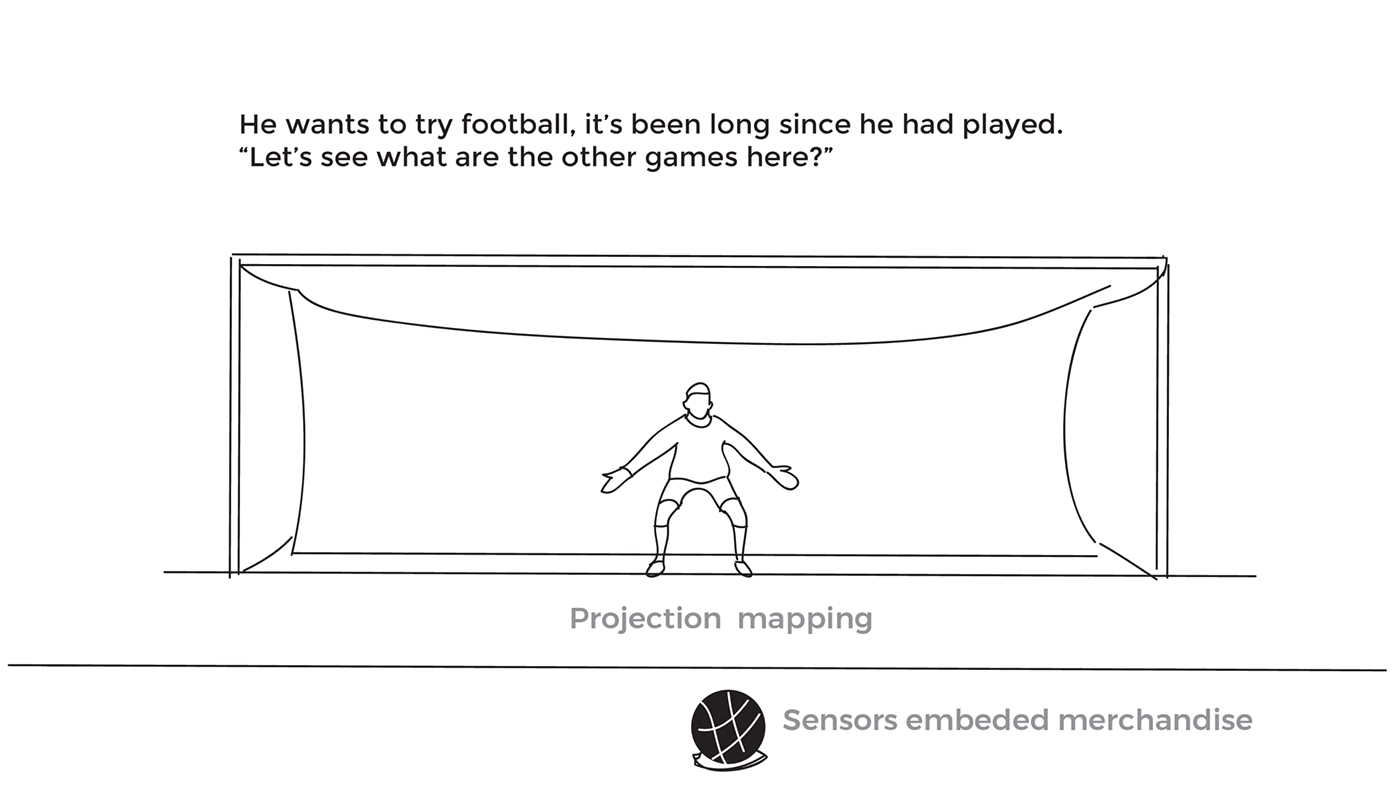 He wants to try football, it’s been long since he had played.
“Let’s see what are the other games here?”
Projection mapping
Sensors embeded merchandise